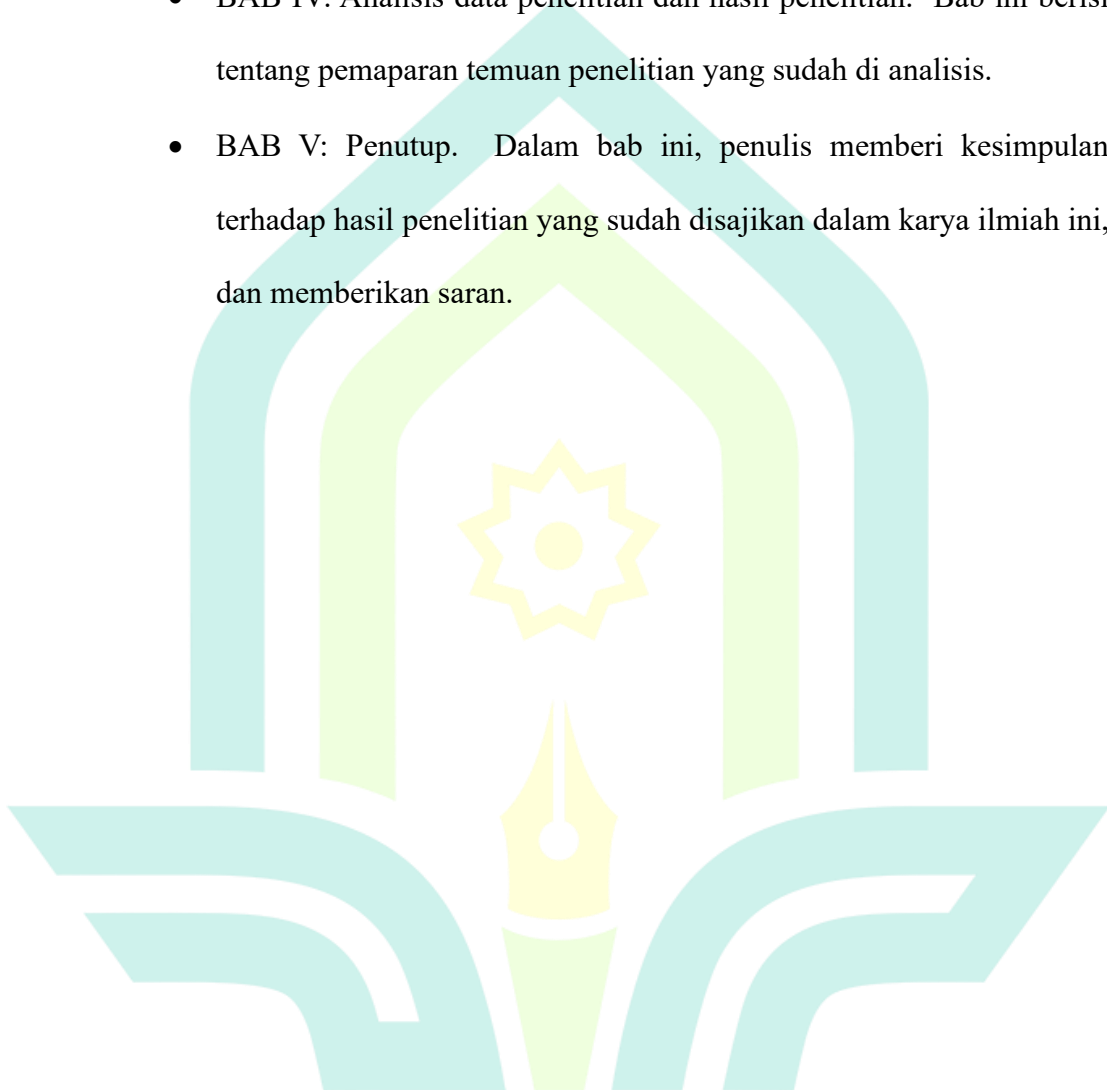 • BAB IV: Analisis data penelitian dan hasil penelitian. Bab ini berisi
tentang pemaparan temuan penelitian yang sudah di analisis.
• BAB V: Penutup. Dalam bab ini, penulis memberi kesimpulan
terhadap hasil penelitian yang sudah disajikan dalam karya ilmiah ini,
dan memberikan saran.